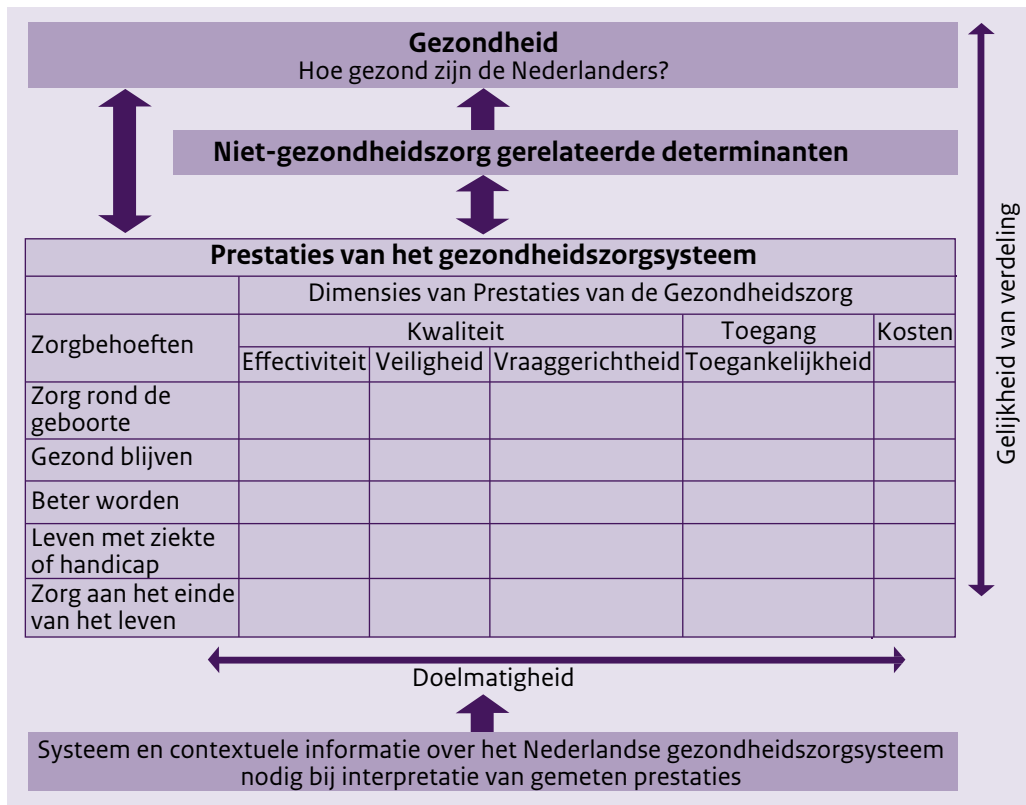 Gezondheid
Hoe gezond zijn de Nederlanders?
Niet-gezondheidszorg gerelateerde determinanten
Prestaties van het gezondheidszorgsysteem
Dimensies van Prestaties van de Gezondheidszorg
Zorgbehoeften
Kwaliteit
Toegang
Kosten
Effectiviteit
Veiligheid
Vraaggerichtheid
Toegankelijkheid
Zorg rond de
geboorte
Gezond blijven
Beter worden
Leven met ziekte
of handicap
Zorg aan het einde
van het leven
Gelijkheid van verdeling
Doelmatigheid
Systeem en contextuele informatie over het Nederlandse gezondheidszorgsysteem
nodig bij interpretatie van gemeten prestaties